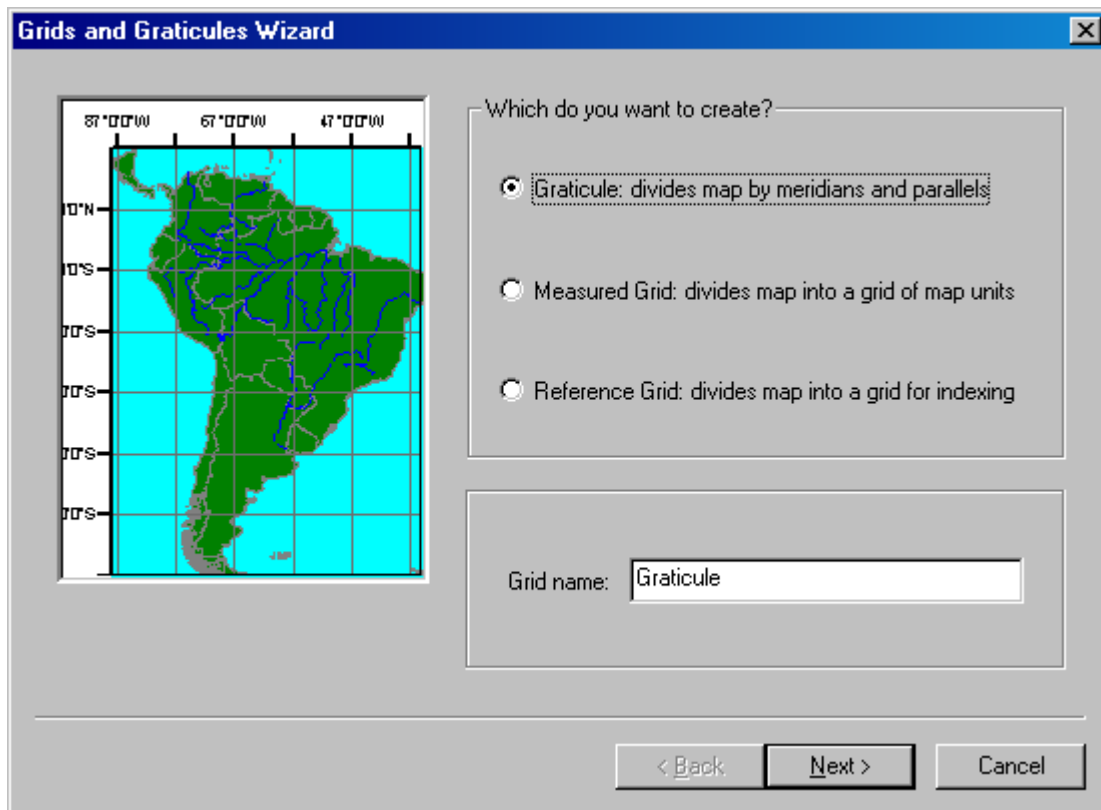 Grids and Graticules Wizard
87°0'0"W 67°0'0"W 47°0'0"W
Which do you want to create?
Graticule: divides map by meridians and parallels
Measured Grid: divides map into a grid of map units
Reference Grid: divides map into a grid for indexing
Grid name: Graticule
< Back Next > Cancel